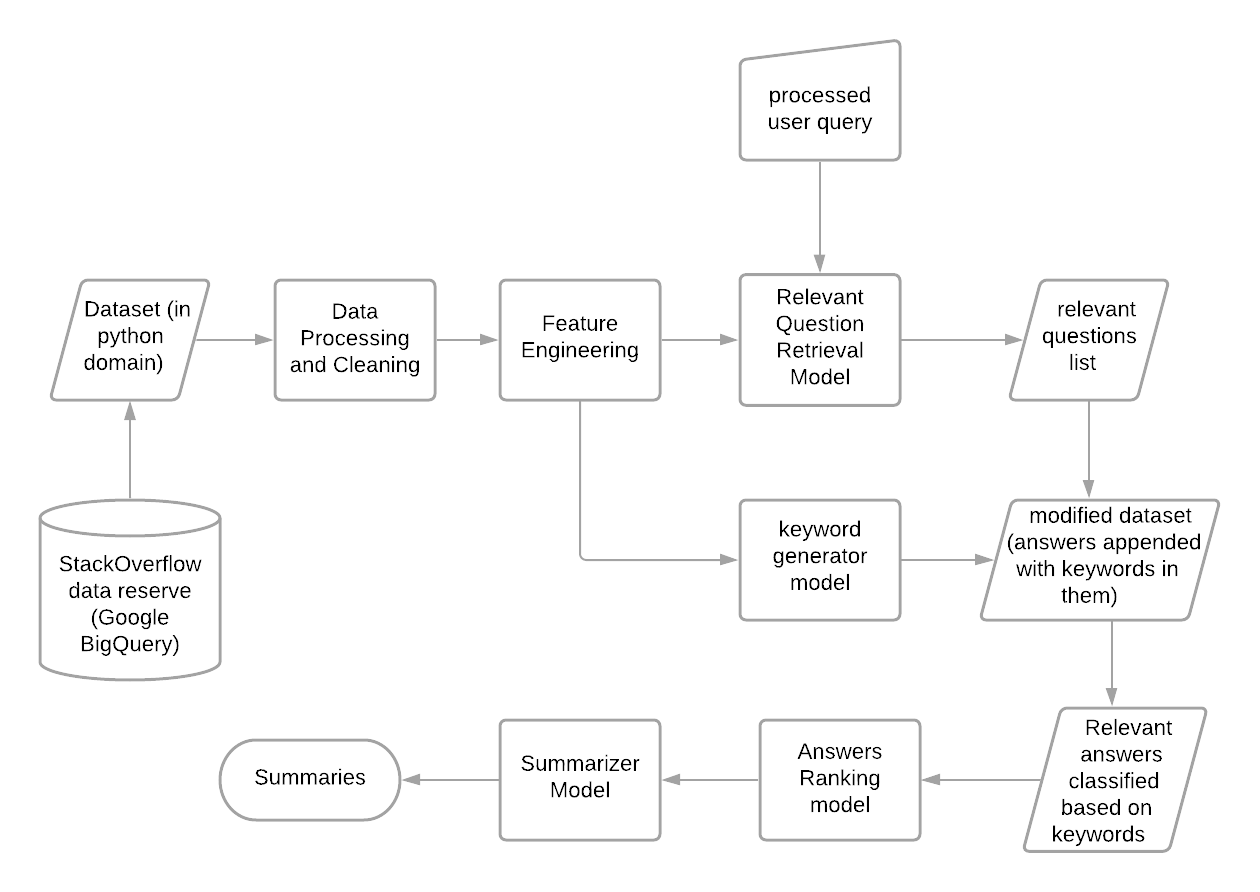 processed
user query
Dataset (in
python
domain)
Data
Processing
and Cleaning
Feature
Engineering
Relevant
Question
Retrieval
Model
relevant
questions
list
StackOverflow
data reserve
(Google
BigQuery)
keyword
generator
model
modified dataset
(answers appended
with keywords in
them)
Summaries
Summarizer
Model
Answers
Ranking
model
Relevant
answers
classified
based on
keywords